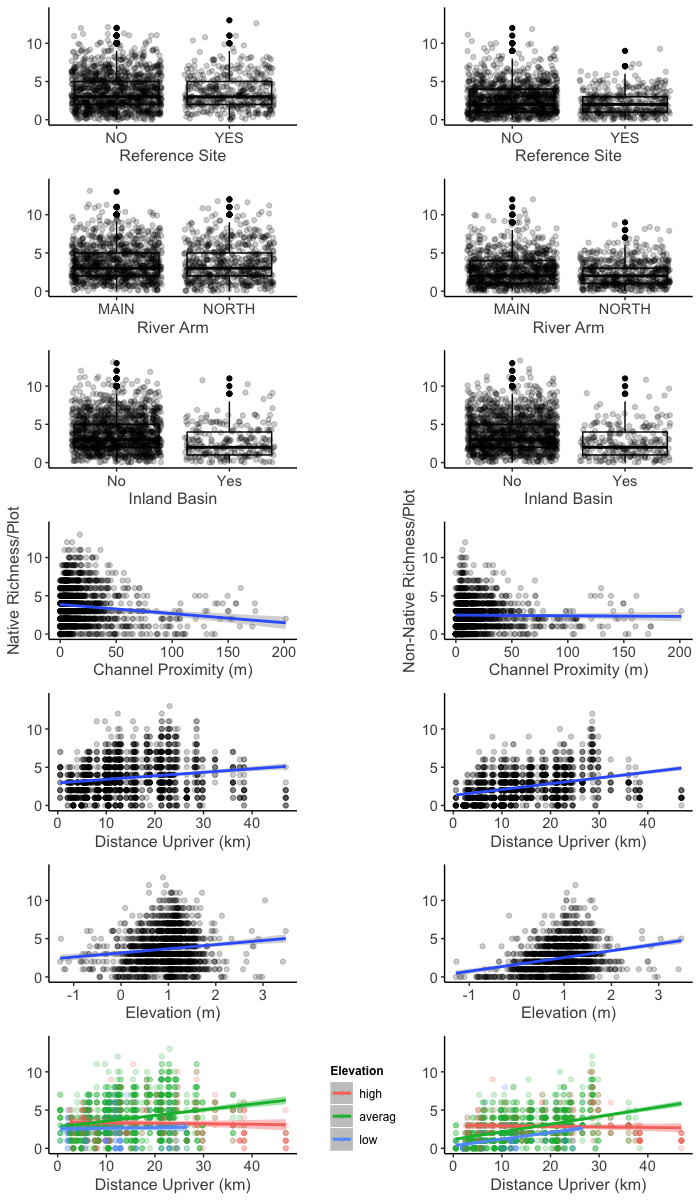 10
5
0
NO YES
Reference Site
10
5
0
NO YES
Reference Site
10
5
0
MAIN NORTH
River Arm
10
5
0
MAIN NORTH
River Arm
10
5
0
No Yes
Inland Basin
10
5
0
No Yes
Inland Basin
Native Richness/Plot
10
5
0
0 50 100 150 200
Channel Proximity (m)
Non-Native Richness/Plot
10
5
0
0 50 100 150 200
Channel Proximity (m)
10
5
0
0 10 20 30 40
Distance Upriver (km)
10
5
0
0 10 20 30 40
Distance Upriver (km)
10
5
0
-1 0 1 2 3
Elevation (m)
10
5
0
-1 0 1 2 3
Elevation (m)
10
5
0
0 10 20 30 40
Distance Upriver (km)
Elevation
high
averag
low
10
5
0
0 10 20 30 40
Distance Upriver (km)